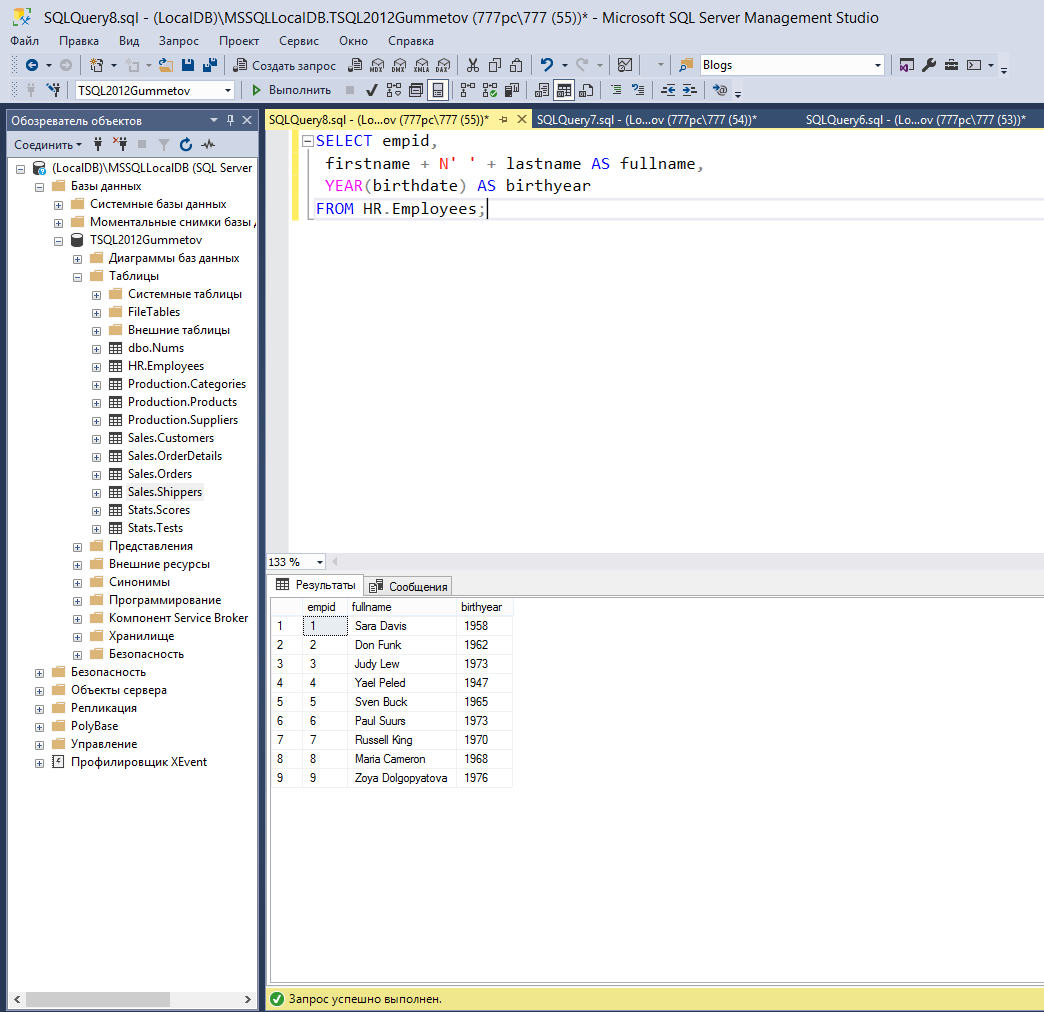 SQLQuery8.sql - (LocalDB)\MSSQLLocalDB.TSQL2012Gummetov (777pc\777 (55))* - Microsoft SQL Server Management Studio
Файл Правка Вид Запрос Проект Сервис Окно Справка
Создать запрос MDX DMX XMLA DAX Blogs
TSQL2012Gummetov Выполнить
Обозреватель объектов
SQLQuery8.sql - (Lo...ov (777pc\777 (55))* SQLQuery7.sql - (Lo...ov (777pc\777 (54))* SQLQuery6.sql - (Lo...ov (777pc\777 (53))*
Соединить
(LocalDB)\MSSQLLocalDB (SQL Server
Базы данных
Системные базы данных
Моментальные снимки базы
TSQL2012Gummetov
Диаграммы баз данных
Таблицы
Системные таблицы
FileTables
Внешние таблицы
dbo.Nums
HR.Employees
Production.Categories
Production.Products
Production.Suppliers
Sales.Customers
Sales.OrderDetails
Sales.Orders
Sales.Shippers
Stats.Scores
Stats.Tests
Представления
Внешние ресурсы
Синонимы
Программирование
Компонент Service Broker
Хранилище
Безопасность
Безопасность
Объекты сервера
Репликация
PolyBase
Управление
Профилировщик XEvent
SELECT empid,
firstname + N' ' + lastname AS fullname,
YEAR(birthdate) AS birthyear
FROM HR.Employees;
133 %
Результаты Сообщения
empid fullname birthyear
1 1 Sara Davis 1958
2 2 Don Funk 1962
3 3 Judy Lew 1973
4 4 Yael Peled 1947
5 5 Sven Buck 1965
6 6 Paul Suurs 1973
7 7 Russell King 1970
8 8 Maria Cameron 1968
9 9 Zoya Dolgopyatova 1976
Запрос успешно выполнен.